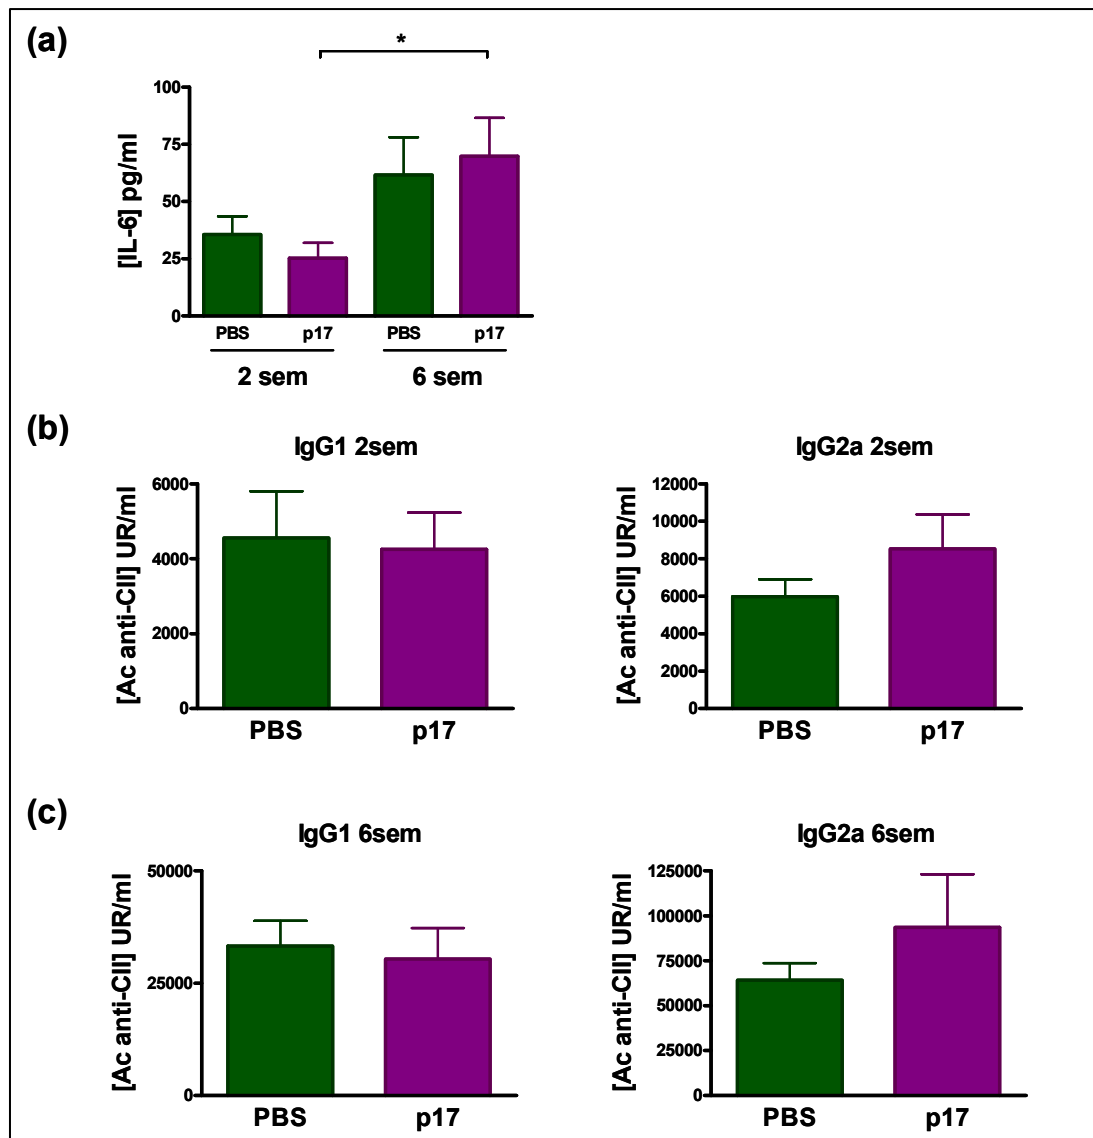 (a)
*
[IL-6] pg/ml
100
75
50
25
0
PBS p17 PBS p17
2 sem 6 sem
(b)
IgG1 2sem
[Ac anti-CII] UR/ml
6000
4000
2000
0
PBS p17
IgG2a 2sem
[Ac anti-CII] UR/ml
12000
10000
8000
6000
4000
2000
0
PBS p17
(c)
IgG1 6sem
[Ac anti-CII] UR/ml
50000
25000
0
PBS p17
IgG2a 6sem
[Ac anti-CII] UR/ml
125000
100000
75000
50000
25000
0
PBS p17